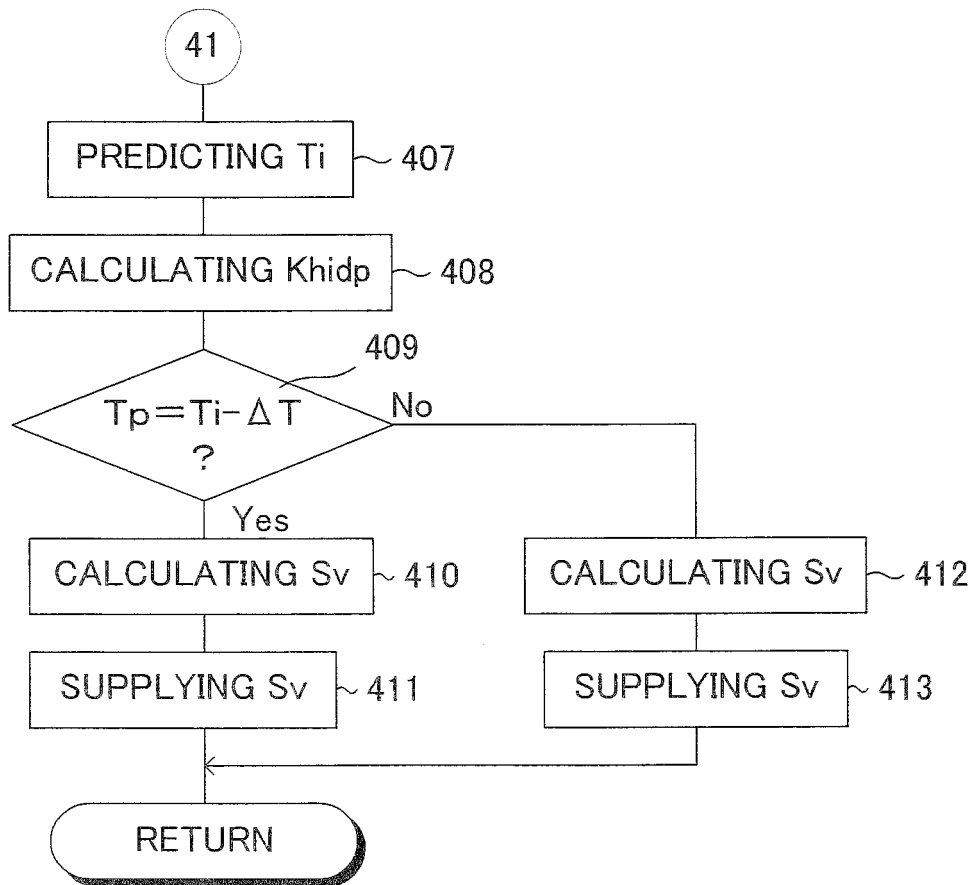 41
PREDICTING Ti
407
CALCULATING Khidp
408
409
Tp=Ti-ΔT
?
No
Yes
CALCULATING Sv
410
CALCULATING Sv
412
SUPPLYING Sv
411
SUPPLYING Sv
413
RETURN